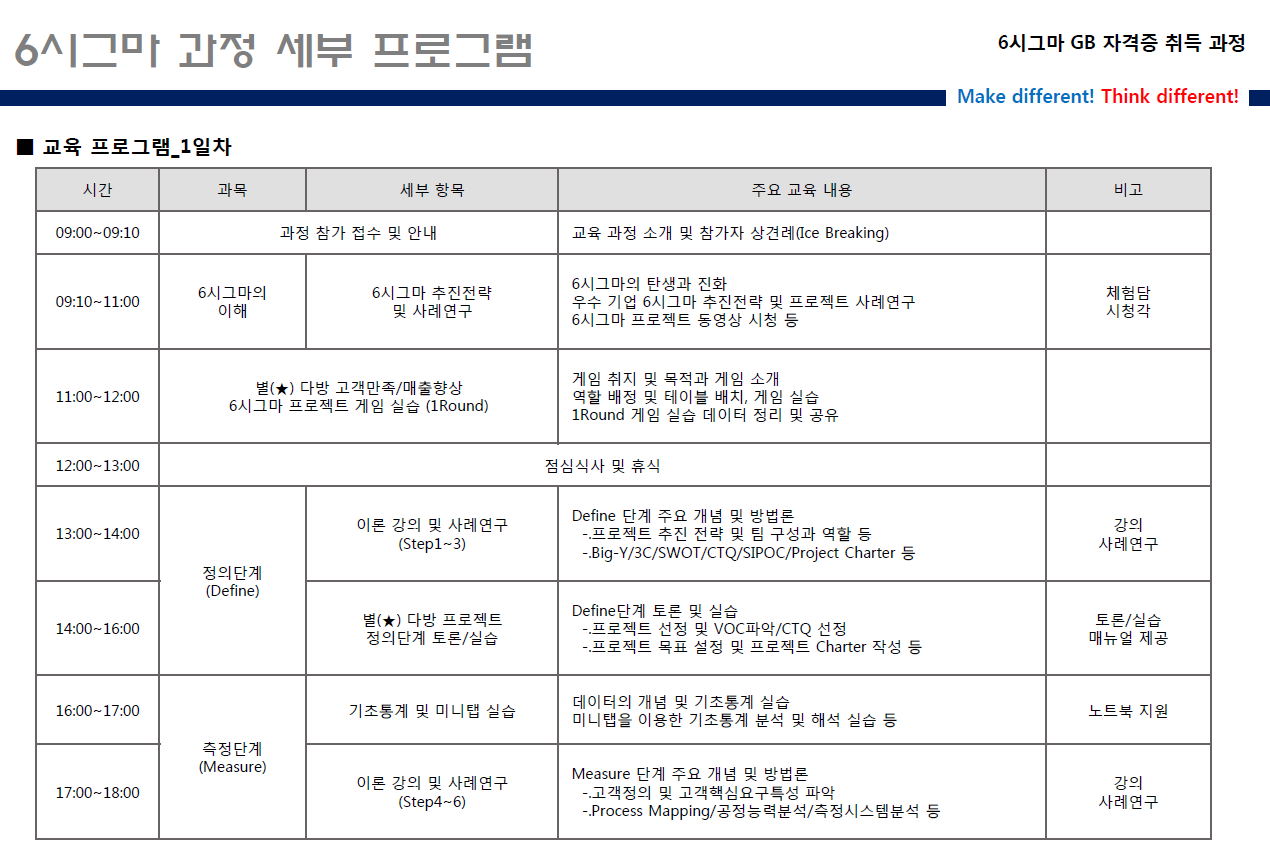 6시그마 과정 세부 프로그램
6시그마 GB 자격증 취득 과정
Make different! Think different!
■ 교육 프로그램_1일차
시간 과목 세부 항목 주요 교육 내용 비고
09:00~09:10 과정 참가 접수 및 안내 교육 과정 소개 및 참가자 상견례(Ice Breaking)
09:10~11:00
6시그마의
이해
6시그마 추진전략
및 사례연구
6시그마의 탄생과 진화
우수 기업 6시그마 추진전략 및 프로젝트 사례연구
6시그마 프로젝트 동영상 시청 등
체험담
시청각
11:00~12:00
별(★) 다방 고객만족/매출향상
6시그마 프로젝트 게임 실습 (1Round)
게임 취지 및 목적과 게임 소개
역할 배정 및 테이블 배치, 게임 실습
1Round 게임 실습 데이터 정리 및 공유
12:00~13:00 점심식사 및 휴식
13:00~14:00
정의단계
(Define)
이론 강의 및 사례연구
(Step1~3)
Define 단계 주요 개념 및 방법론
-.프로젝트 추진 전략 및 팀 구성과 역할 등
-.Big-Y/3C/SWOT/CTQ/SIPOC/Project Charter 등
강의
사례연구
14:00~16:00
별(★) 다방 프로젝트
정의단계 토론/실습
Define단계 토론 및 실습
-.프로젝트 선정 및 VOC파악/CTQ 선정
-.프로젝트 목표 설정 및 프로젝트 Charter 작성 등
토론/실습
매뉴얼 제공
16:00~17:00
측정단계
(Measure)
기초통계 및 미니탭 실습
데이터의 개념 및 기초통계 실습
미니탭을 이용한 기초통계 분석 및 해석 실습 등
노트북 지원
17:00~18:00
이론 강의 및 사례연구
(Step4~6)
Measure 단계 주요 개념 및 방법론
-.고객정의 및 고객핵심요구특성 파악
-.Process Mapping/공정능력분석/측정시스템분석 등
강의
사례연구